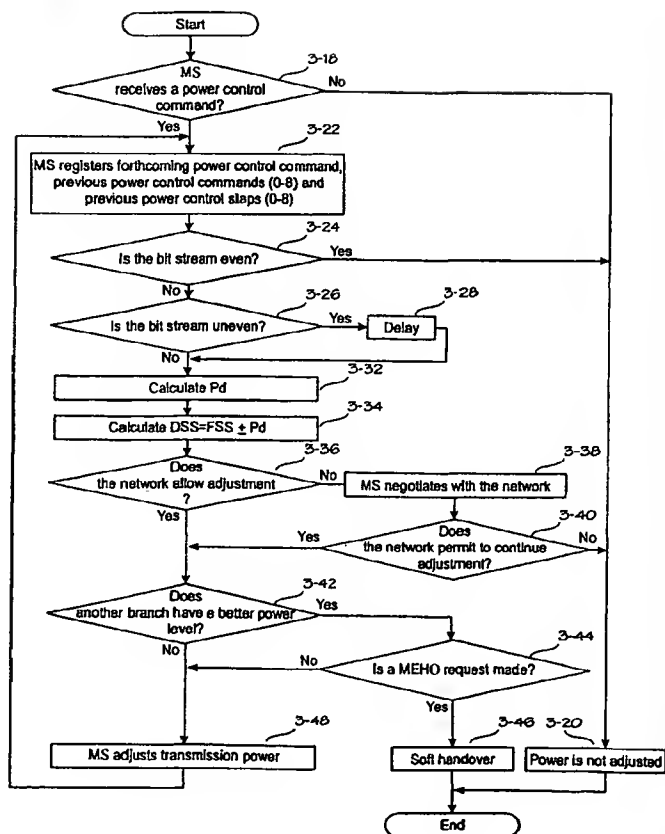 Start
3-18
MS
receives a power control
command?
No
Yes
3-22
MS registers forthcoming power control command,
previous power control commands (0-8) and
previous power control slaps (0-8)
3-24
Is the bit stream even?
Yes
No
3-26
3-28
Is the bit stream uneven?
Yes
Delay
No
3-32
Calculate Pd
3-34
Calculate DSS=FSS ± Pd
3-36
Does
the network allow adjustment
?
No
3-38
MS negotiates with the network
Yes
3-40
Does
the network permit to continue
adjustment?
Yes
No
3-42
Does
another branch have a better power
level?
Yes
3-44
No
No
Is a MEHO request made?
Yes
3-48
3-46
3-20
MS adjusts transmission power
Soft handover
Power is not adjusted
End